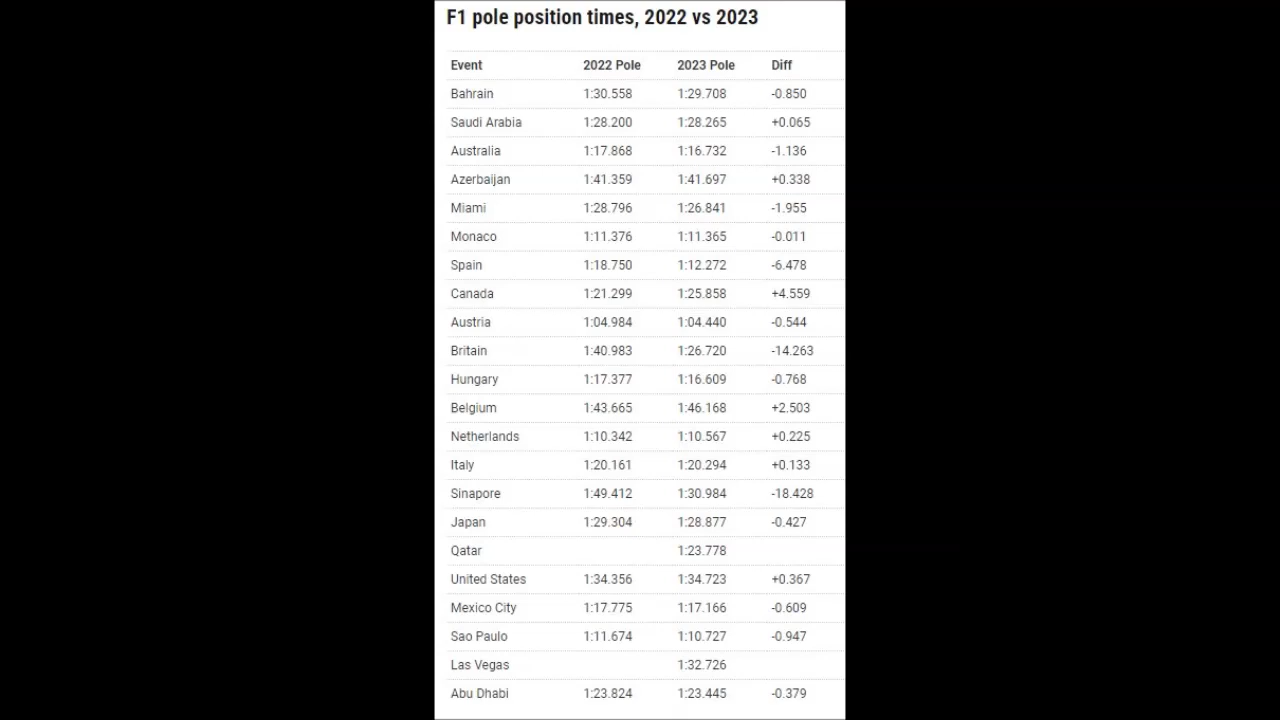 F1 pole position times, 2022 vs 2023
Event 2022 Pole 2023 Pole Diff
Bahrain 1:30.558 1:29.708 -0.850
Saudi Arabia 1:28.200 1:28.265 +0.065
Australia 1:17.868 1:16.732 -1.136
Azerbaijan 1:41.359 1:41.697 +0.338
Miami 1:28.796 1:26.841 -1.955
Monaco 1:11.376 1:11.365 -0.011
Spain 1:18.750 1:12.272 -6.478
Canada 1:21.299 1:25.858 +4.559
Austria 1:04.984 1:04.440 -0.544
Britain 1:40.983 1:26.720 -14.263
Hungary 1:17.377 1:16.609 -0.768
Belgium 1:43.665 1:46.168 +2.503
Netherlands 1:10.342 1:10.567 +0.225
Italy 1:20.161 1:20.294 +0.133
Sinapore 1:49.412 1:30.984 -18.428
Japan 1:29.304 1:28.877 -0.427
Qatar 1:23.778
United States 1:34.356 1:34.723 +0.367
Mexico City 1:17.775 1:17.166 -0.609
Sao Paulo 1:11.674 1:10.727 -0.947
Las Vegas 1:32.726
Abu Dhabi 1:23.824 1:23.445 -0.379